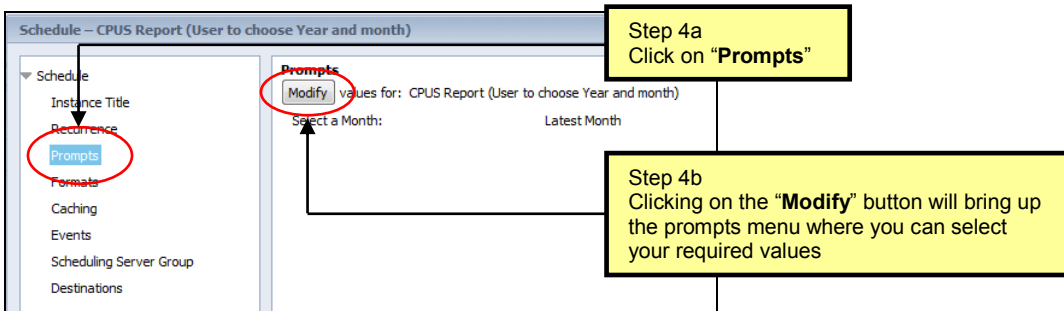 Schedule – CPUS Report (User to choose Year and month)
Schedule
Instance Title
Recurrence
Prompts
Formats
Caching
Events
Scheduling Server Group
Destinations
Prompts
Modify values for: CPUS Report (User to choose Year and month)
Select a Month: Latest Month
Step 4a
Click on “Prompts”
Step 4b
Clicking on the “Modify” button will bring up
the prompts menu where you can select
your required values